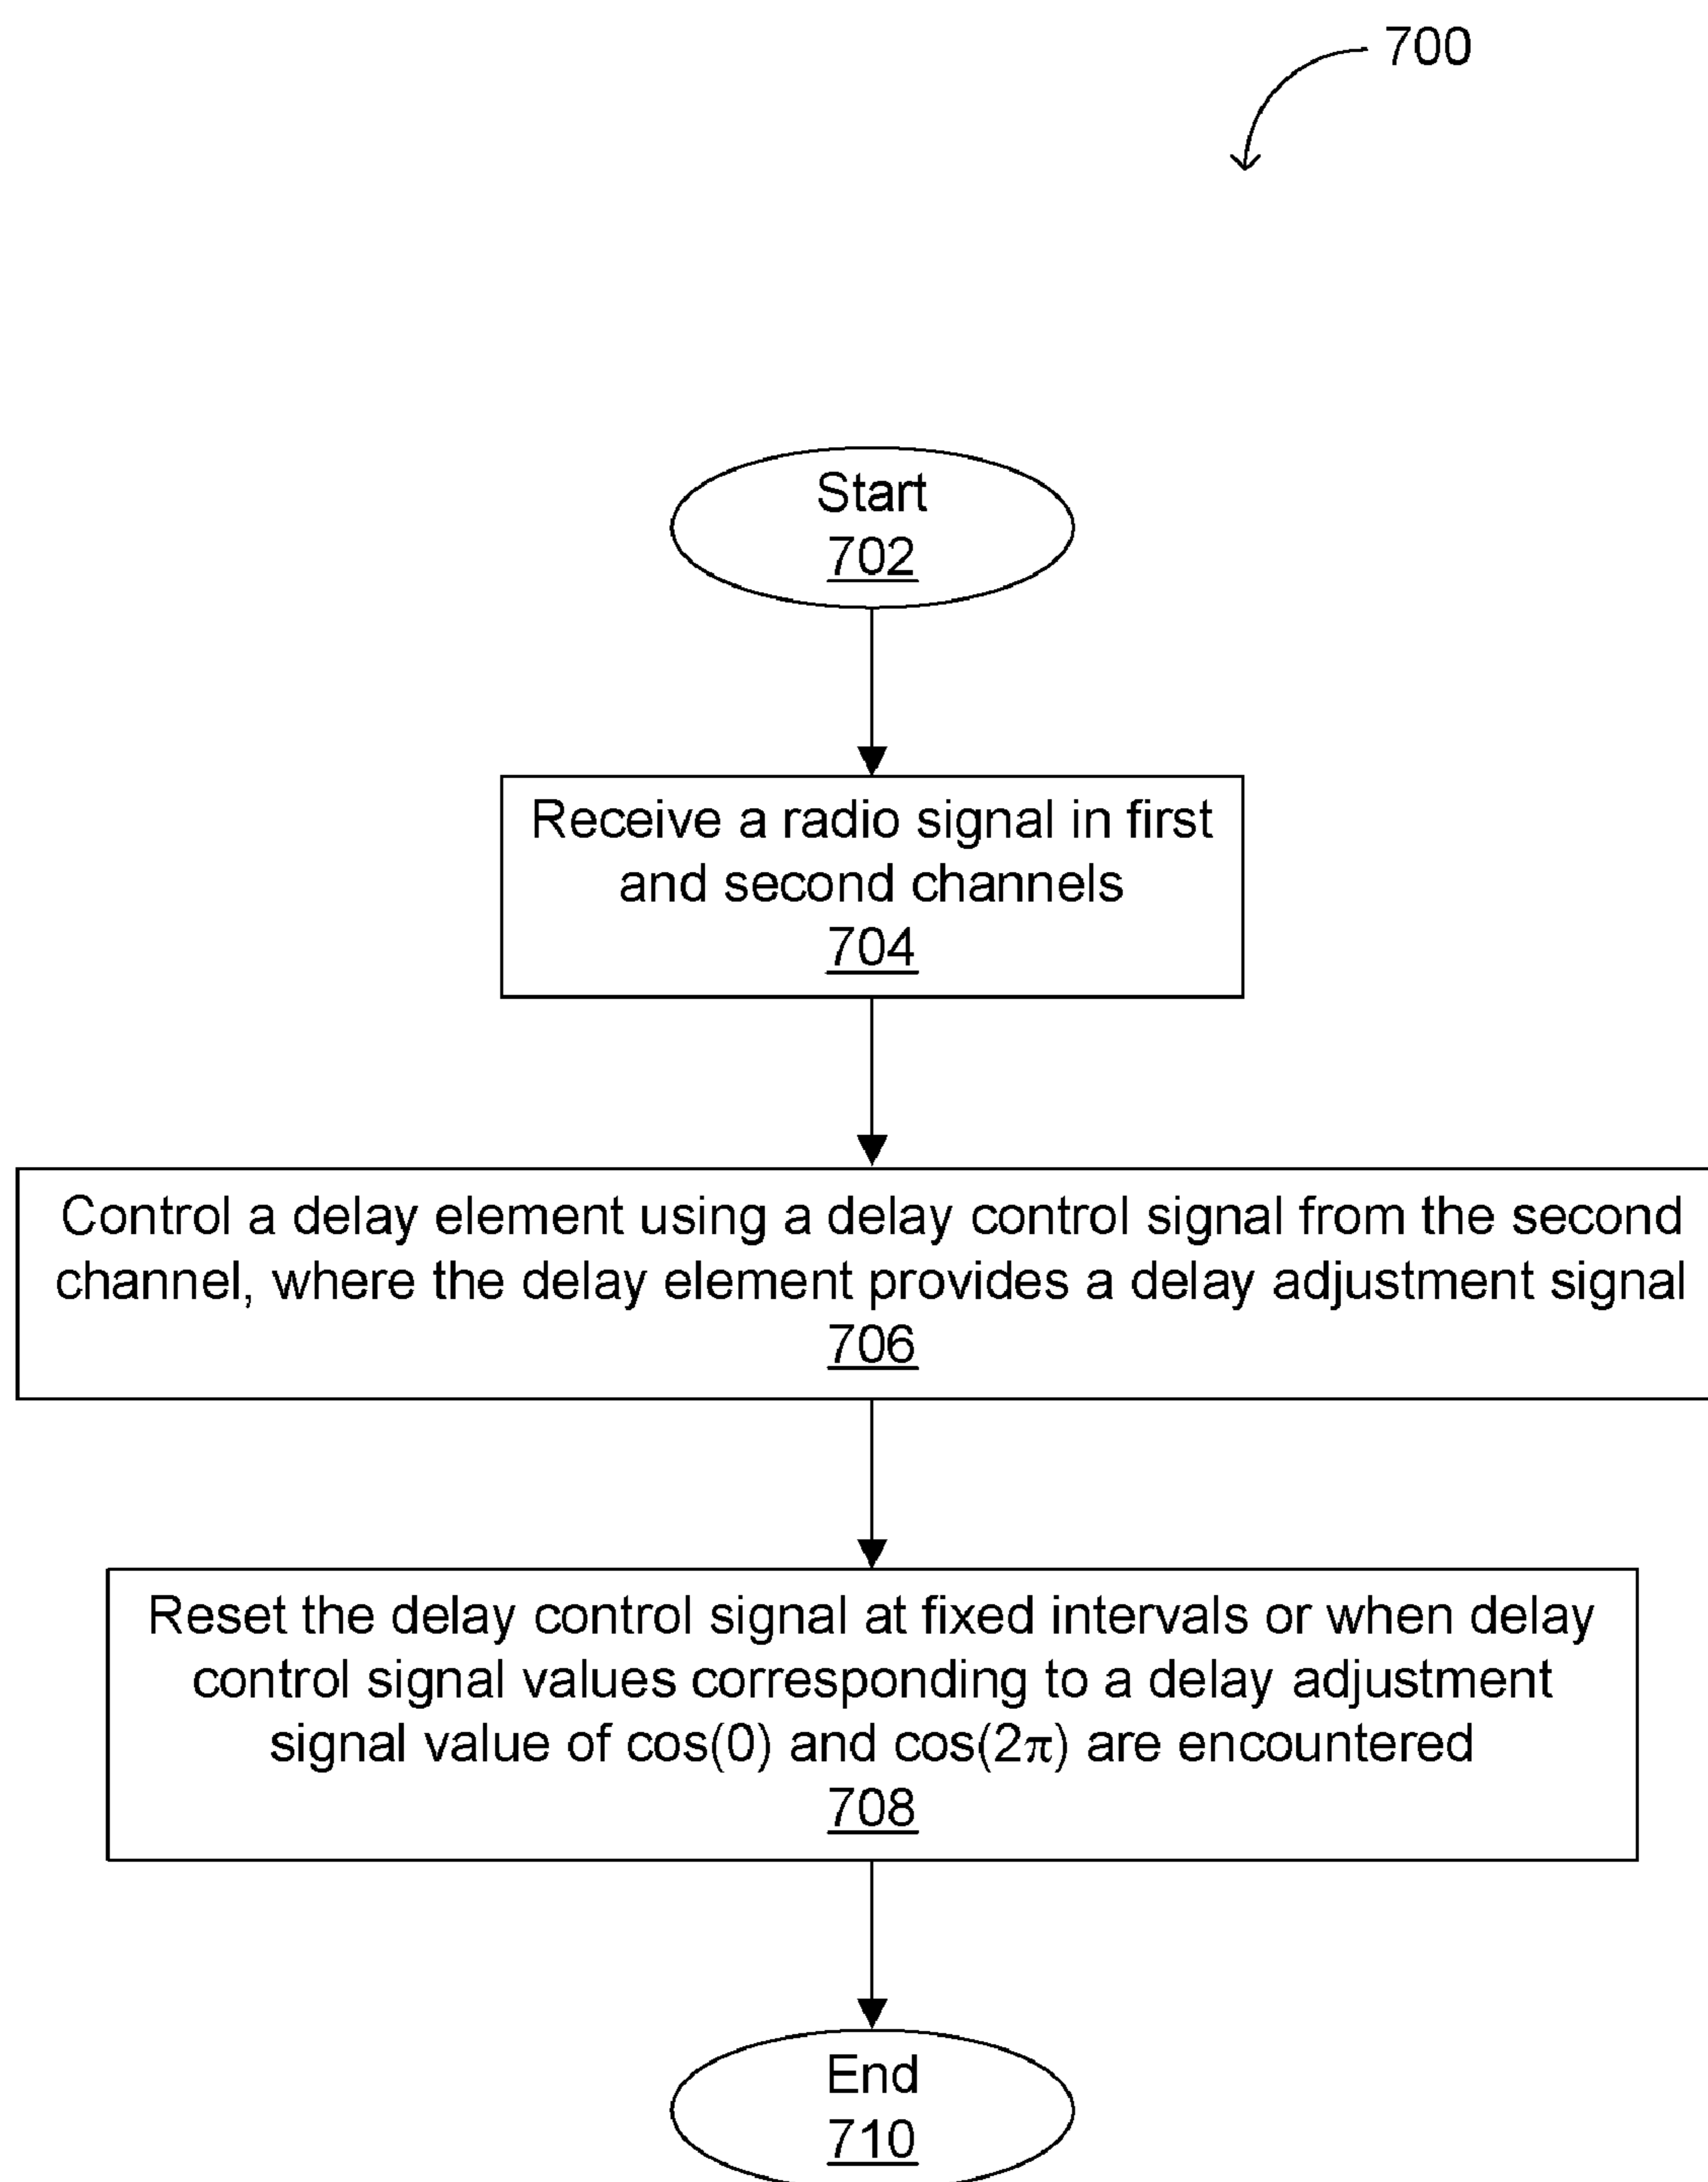 700
Start
702
Receive a radio signal in first
and second channels
704
Control a delay element using a delay control signal from the second
channel, where the delay element provides a delay adjustment signal
706
Reset the delay control signal at fixed intervals or when delay
control signal values corresponding to a delay adjustment
signal value of cos(0) and cos(2π) are encountered
708
End
710